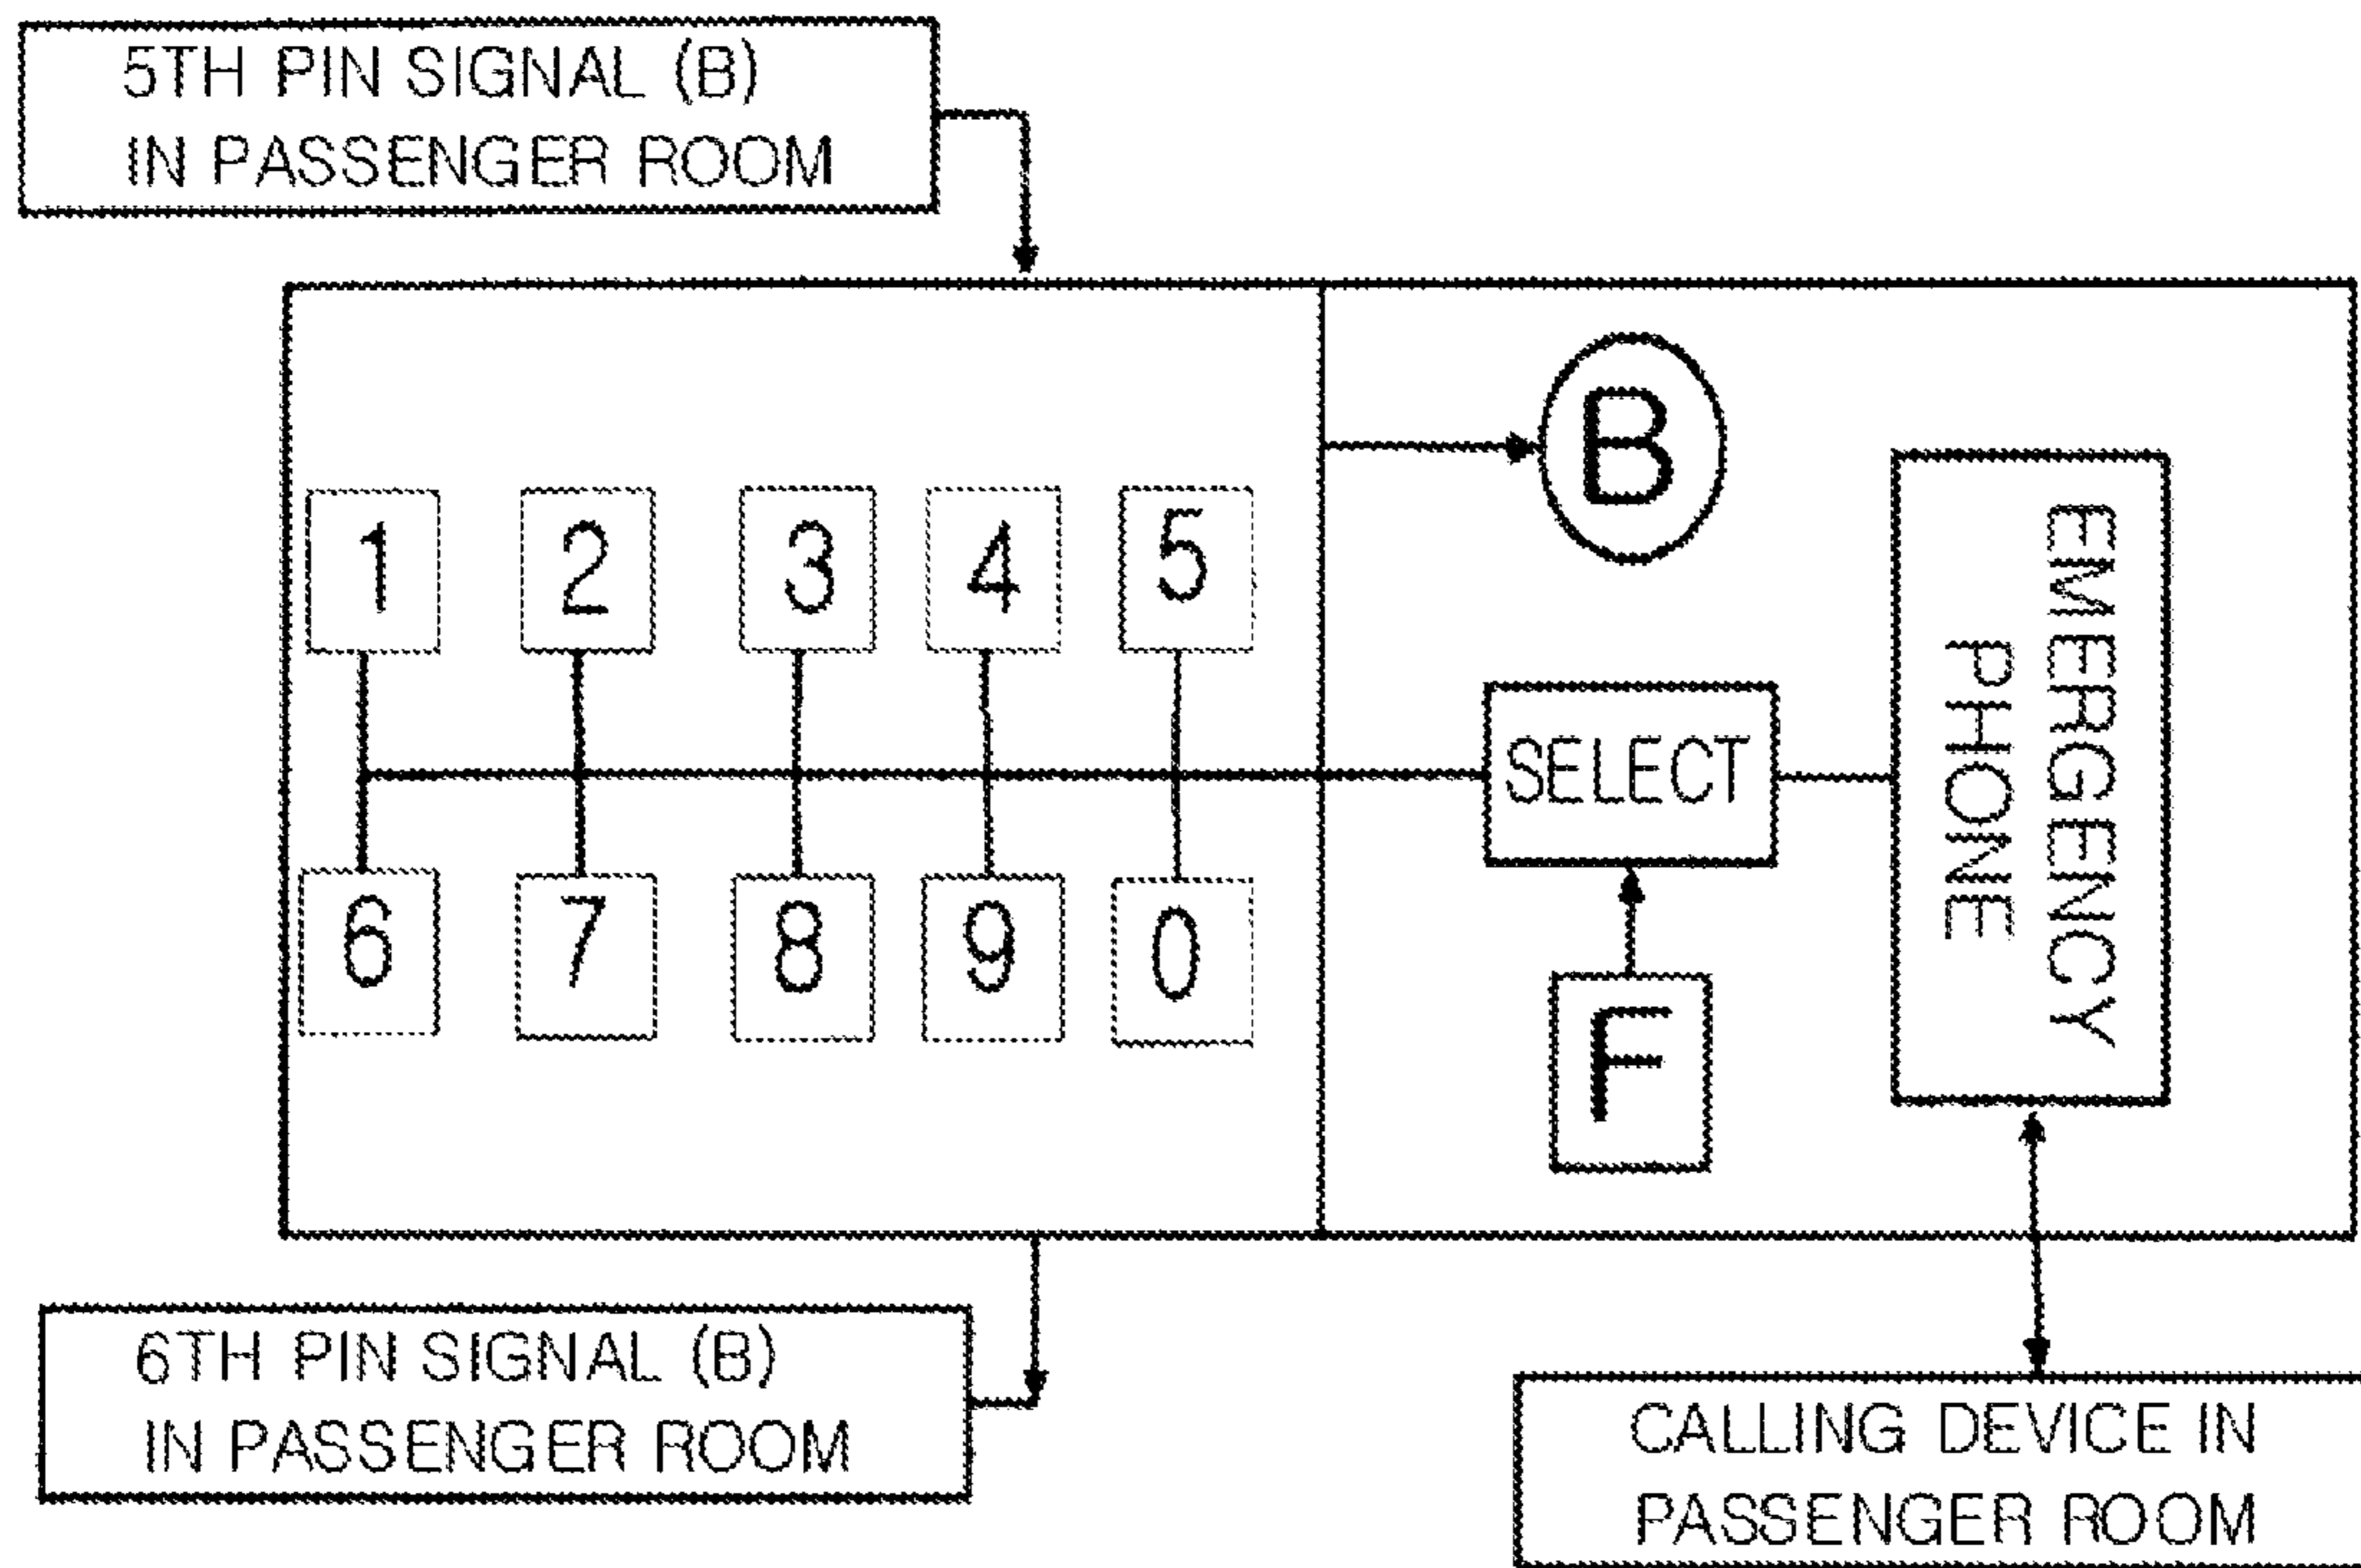 5TH PIN SIGNAL (B)
IN PASSENGER ROOM
B
1 2 3 4 5
SELECT
EMERGENCY
PHONE
6 7 8 9 0
F
6TH PIN SIGNAL (B)
IN PASSENGER ROOM
CALLING DEVICE IN
PASSENGER ROOM